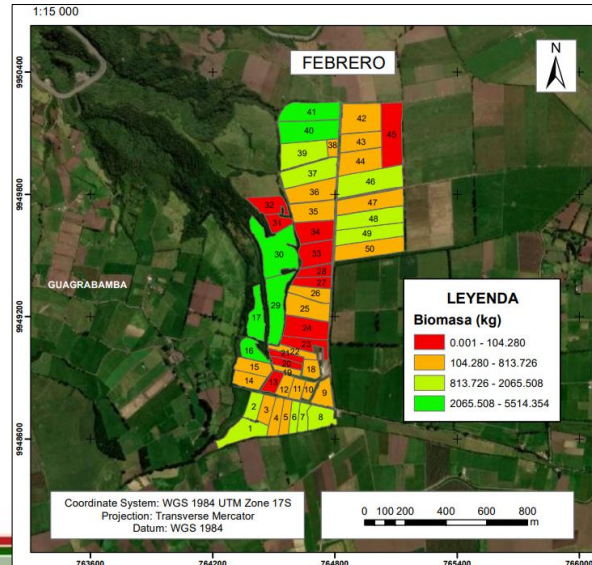 1:15 000
FEBRERO
N
9950400
9949800
9949200
9948600
GUAGRABAMBA
41
42
45
40
43
38
39
44
37
46
36
47
32
35
48
31
34
49
33
50
30
28
27
26
29
25
17
24
23
16
21 22
20
15
19
18
14
13
12 11 10
9
2
3
4 5 6 7
8
1
LEYENDA
Biomasa (kg)
0.001 - 104.280
104.280 - 813.726
813.726 - 2065.508
2065.508 - 5514.354
Coordinate System: WGS 1984 UTM Zone 17S
Projection: Transverse Mercator
Datum: WGS 1984
0 100 200 400 600 800
m
763600 764200 764800 765400 766000